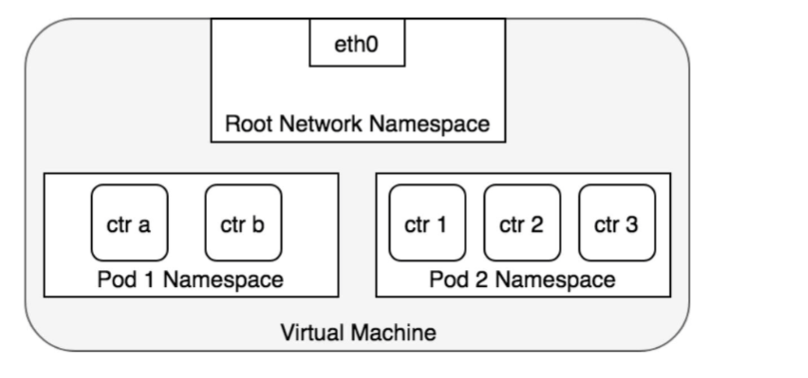 eth0
Root Network Namespace
ctr a
ctr b
Pod 1 Namespace
ctr 1
ctr 2
ctr 3
Pod 2 Namespace
Virtual Machine